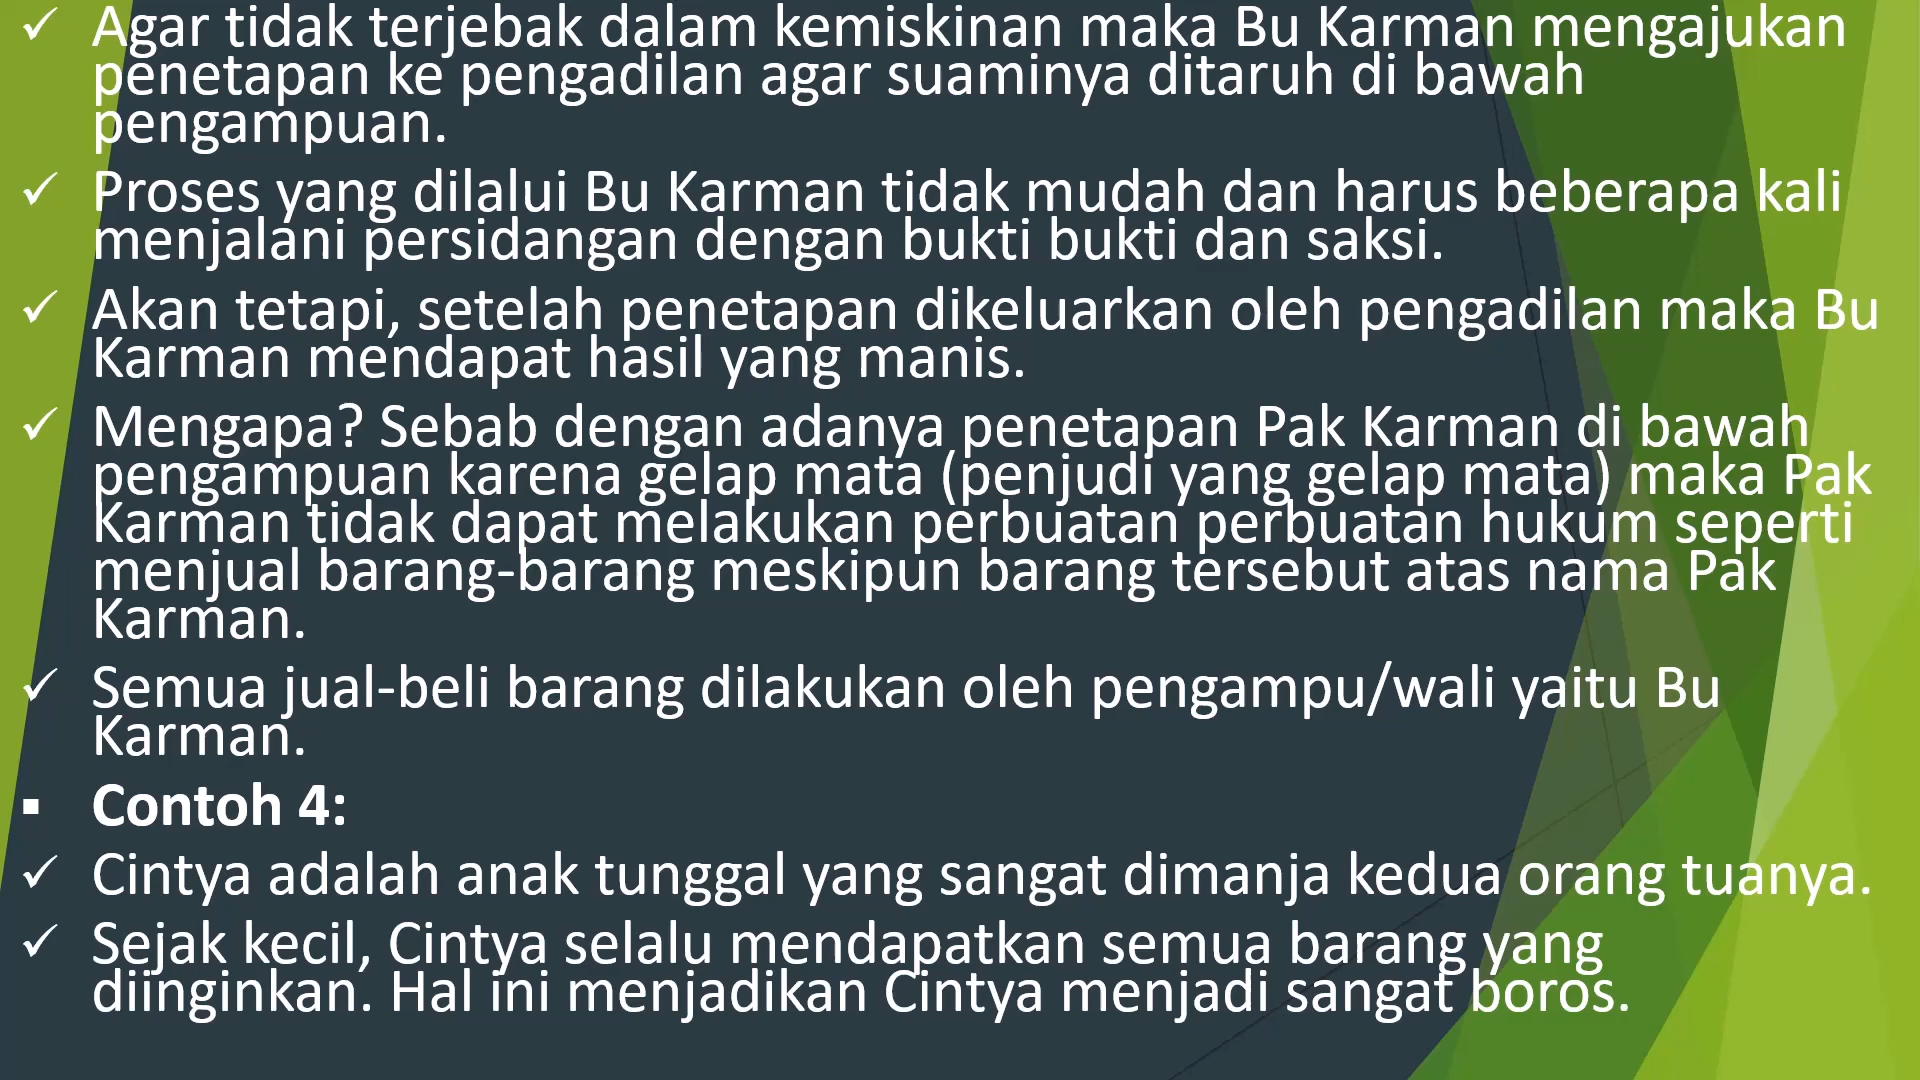 ✓ Agar tidak terjebak dalam kemiskinan maka Bu Karman mengajukan
penetapan ke pengadilan agar suaminya ditaruh di bawah
pengampuan.
✓ Proses yang dilalui Bu Karman tidak mudah dan harus beberapa kali
menjalani persidangan dengan bukti bukti dan saksi.
✓ Akan tetapi, setelah penetapan dikeluarkan oleh pengadilan maka Bu
Karman mendapat hasil yang manis.
✓ Mengapa? Sebab dengan adanya penetapan Pak Karman di bawah
pengampuan karena gelap mata (penjudi yang gelap mata) maka Pak
Karman tidak dapat melakukan perbuatan perbuatan hukum seperti
menjual barang-barang meskipun barang tersebut atas nama Pak
Karman.
✓ Semua jual-beli barang dilakukan oleh pengampu/wali yaitu Bu
Karman.
▪ Contoh 4:
✓ Cintya adalah anak tunggal yang sangat dimanja kedua orang tuanya.
✓ Sejak kecil, Cintya selalu mendapatkan semua barang yang
diinginkan. Hal ini menjadikan Cintya menjadi sangat boros.